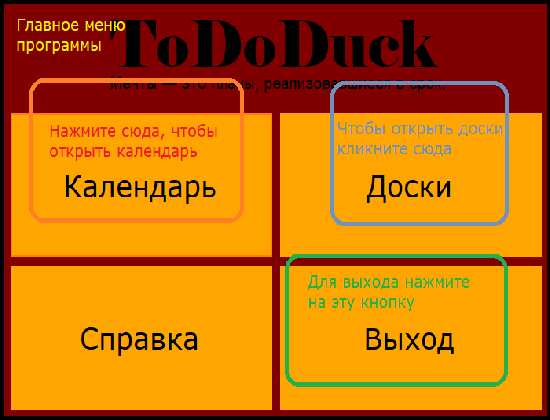 Главное меню
программы
ToDoDuck
Мечты — это планы, реализовавшиеся в срок.
Нажмите сюда, чтобы
открыть календарь
Календарь
Чтобы открыть доски
кликните сюда
Доски
Справка
Для выхода нажмите
на эту кнопку
Выход